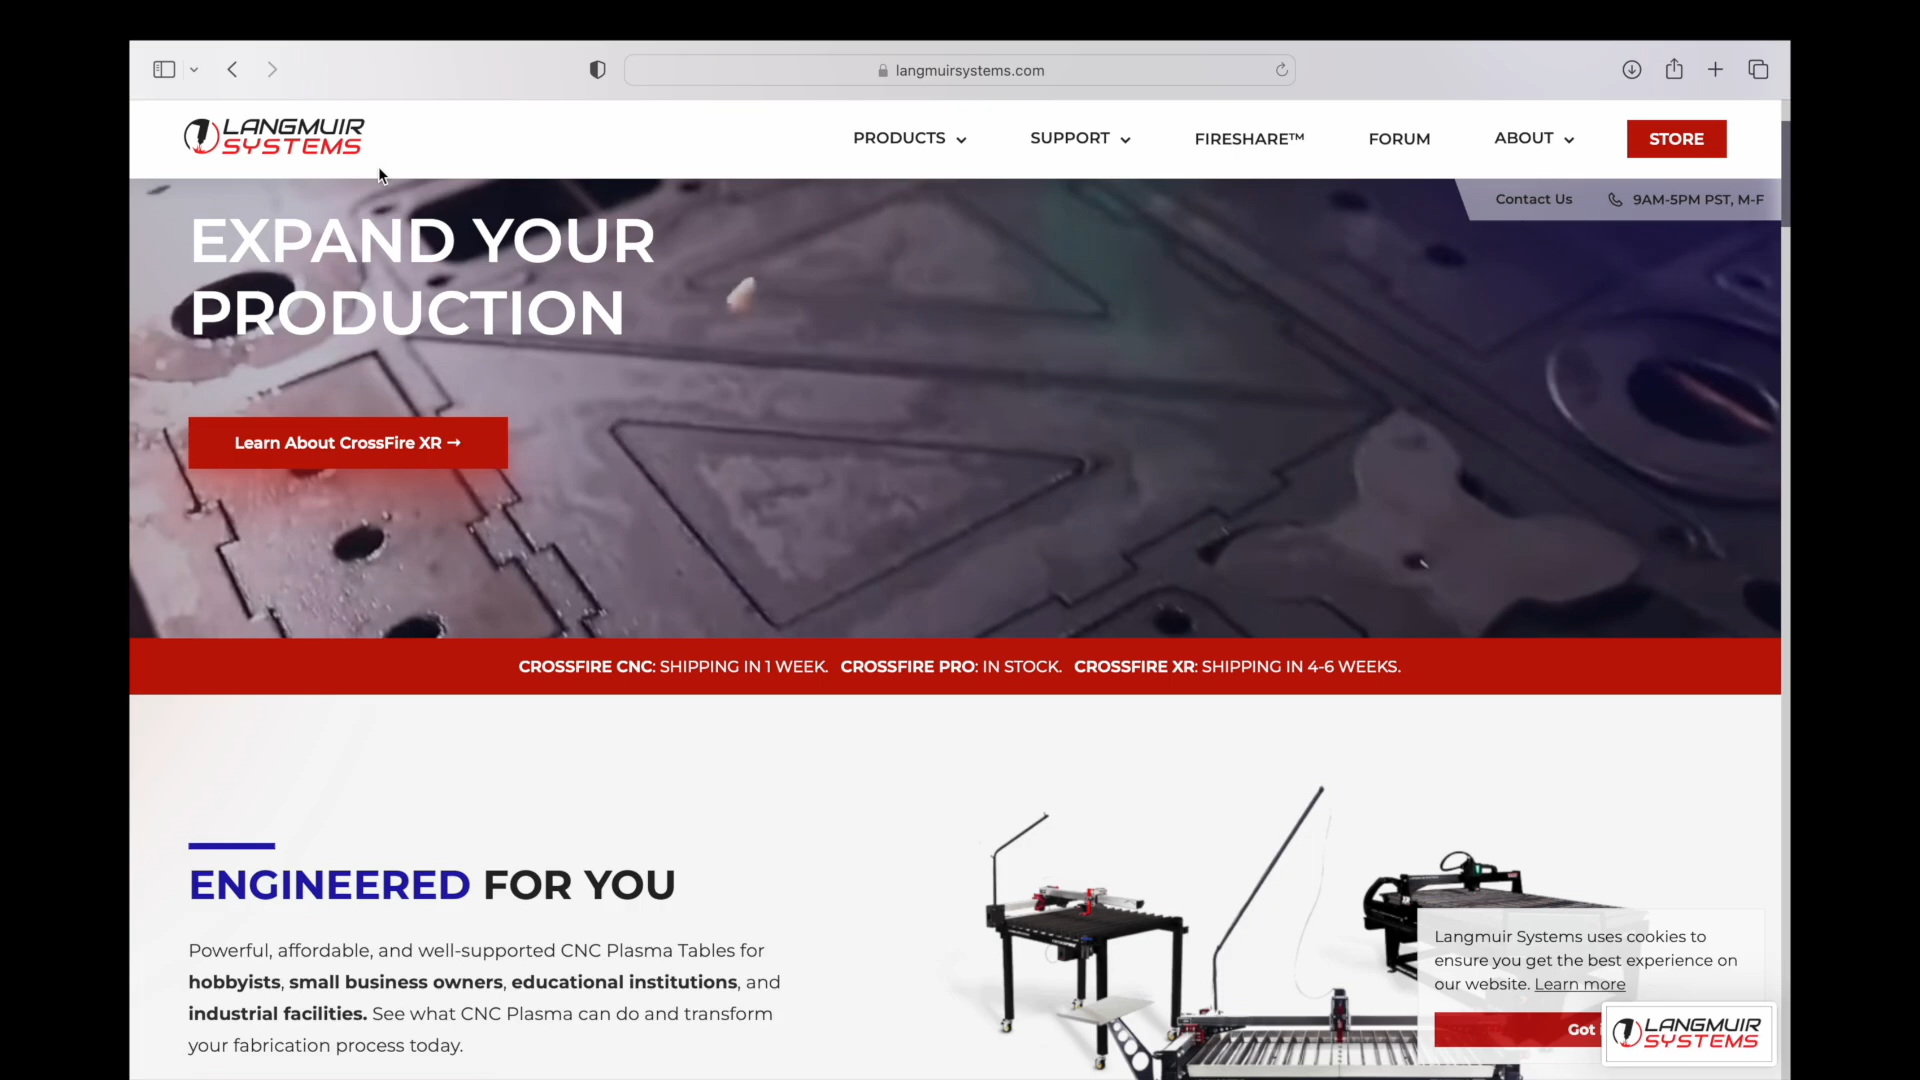 langmuirsystems.com
LANGMUIR
SYSTEMS
PRODUCTS
SUPPORT
FIRESHARE™
FORUM
ABOUT
STORE
Contact Us
9AM-5PM PST, M-F
EXPAND YOUR
PRODUCTION
Learn About CrossFire XR →
CROSSFIRE CNC: SHIPPING IN 1 WEEK. CROSSFIRE PRO: IN STOCK. CROSSFIRE XR: SHIPPING IN 4-6 WEEKS.
ENGINEERED FOR YOU
Powerful, affordable, and well-supported CNC Plasma Tables for
hobbyists, small business owners, educational institutions, and
industrial facilities. See what CNC Plasma can do and transform
your fabrication process today.
Langmuir Systems uses cookies to
ensure you get the best experience on
our website. Learn more
Got
LANGMUIR
SYSTEMS